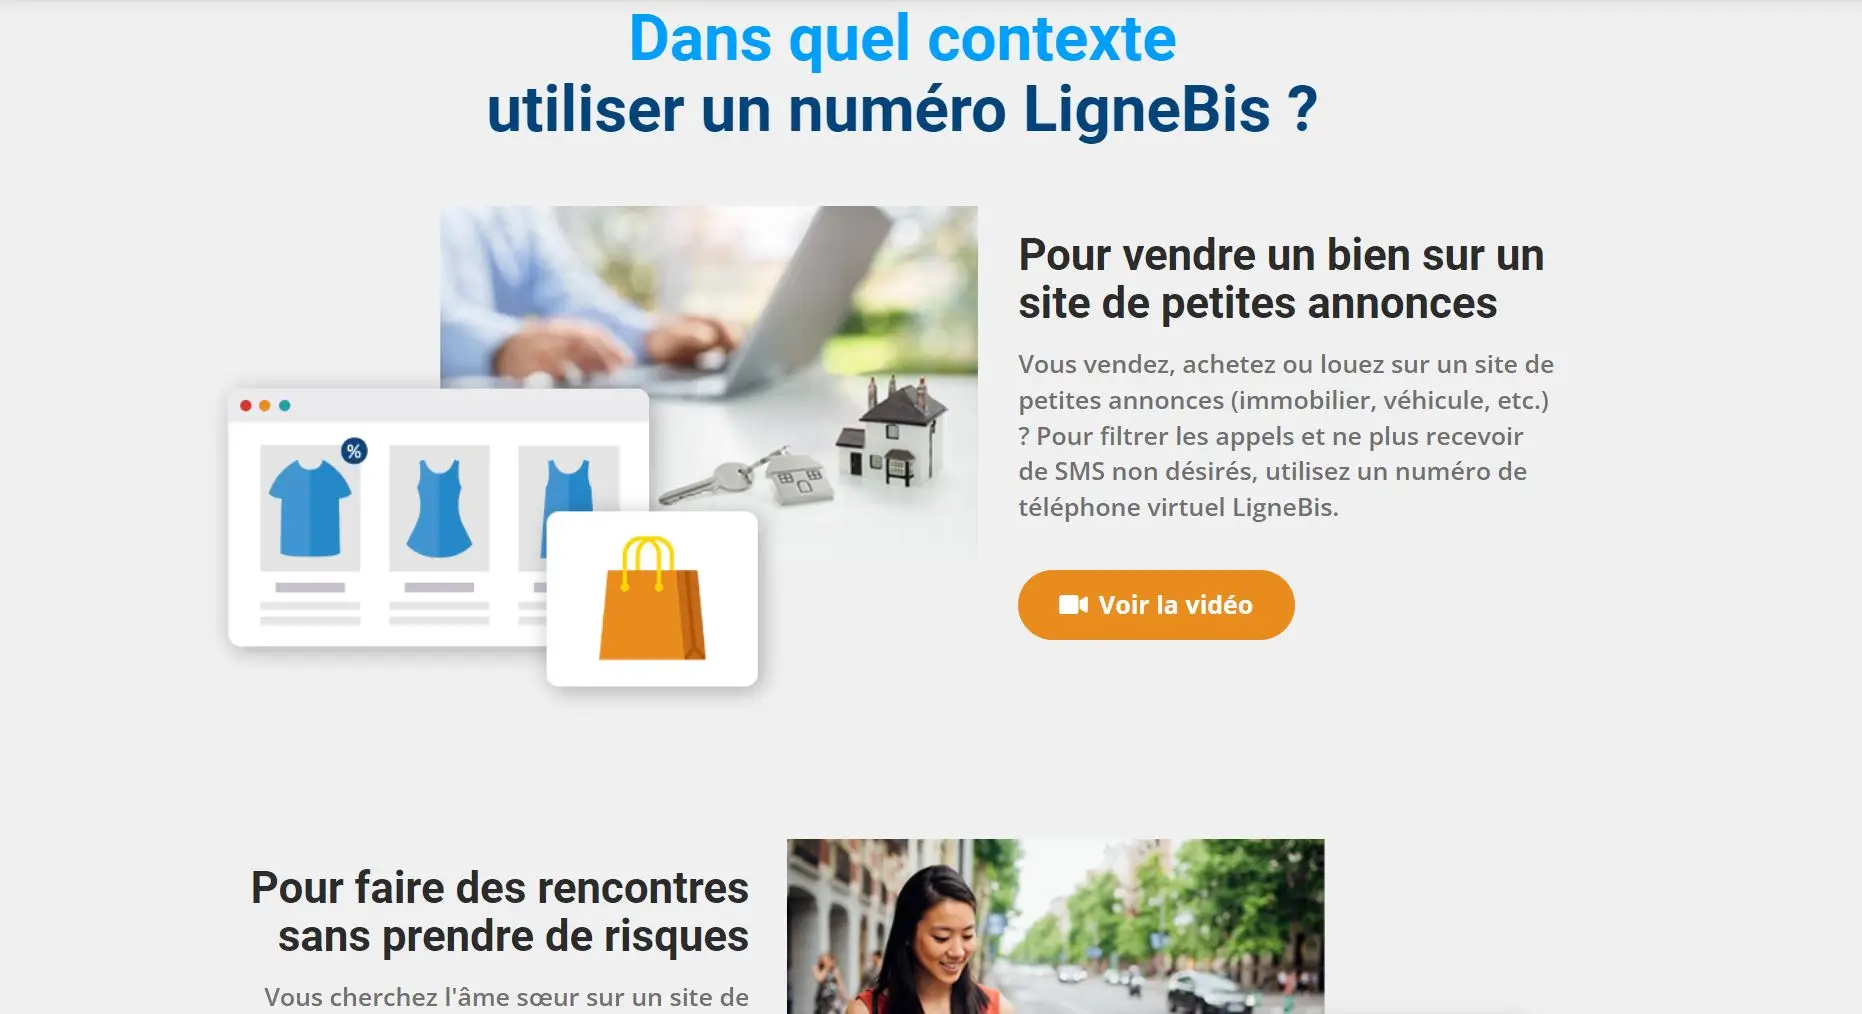 Dans quel contexte
utiliser un numéro LigneBis ?
%
Pour vendre un bien sur un
site de petites annonces
Vous vendez, achetez ou louez sur un site de
petites annonces (immobilier, véhicule, etc.)
? Pour filtrer les appels et ne plus recevoir
de SMS non désirés, utilisez un numéro de
téléphone virtuel LigneBis.
Voir la vidéo
Pour faire des rencontres
sans prendre de risques
Vous cherchez l'âme sœur sur un site de